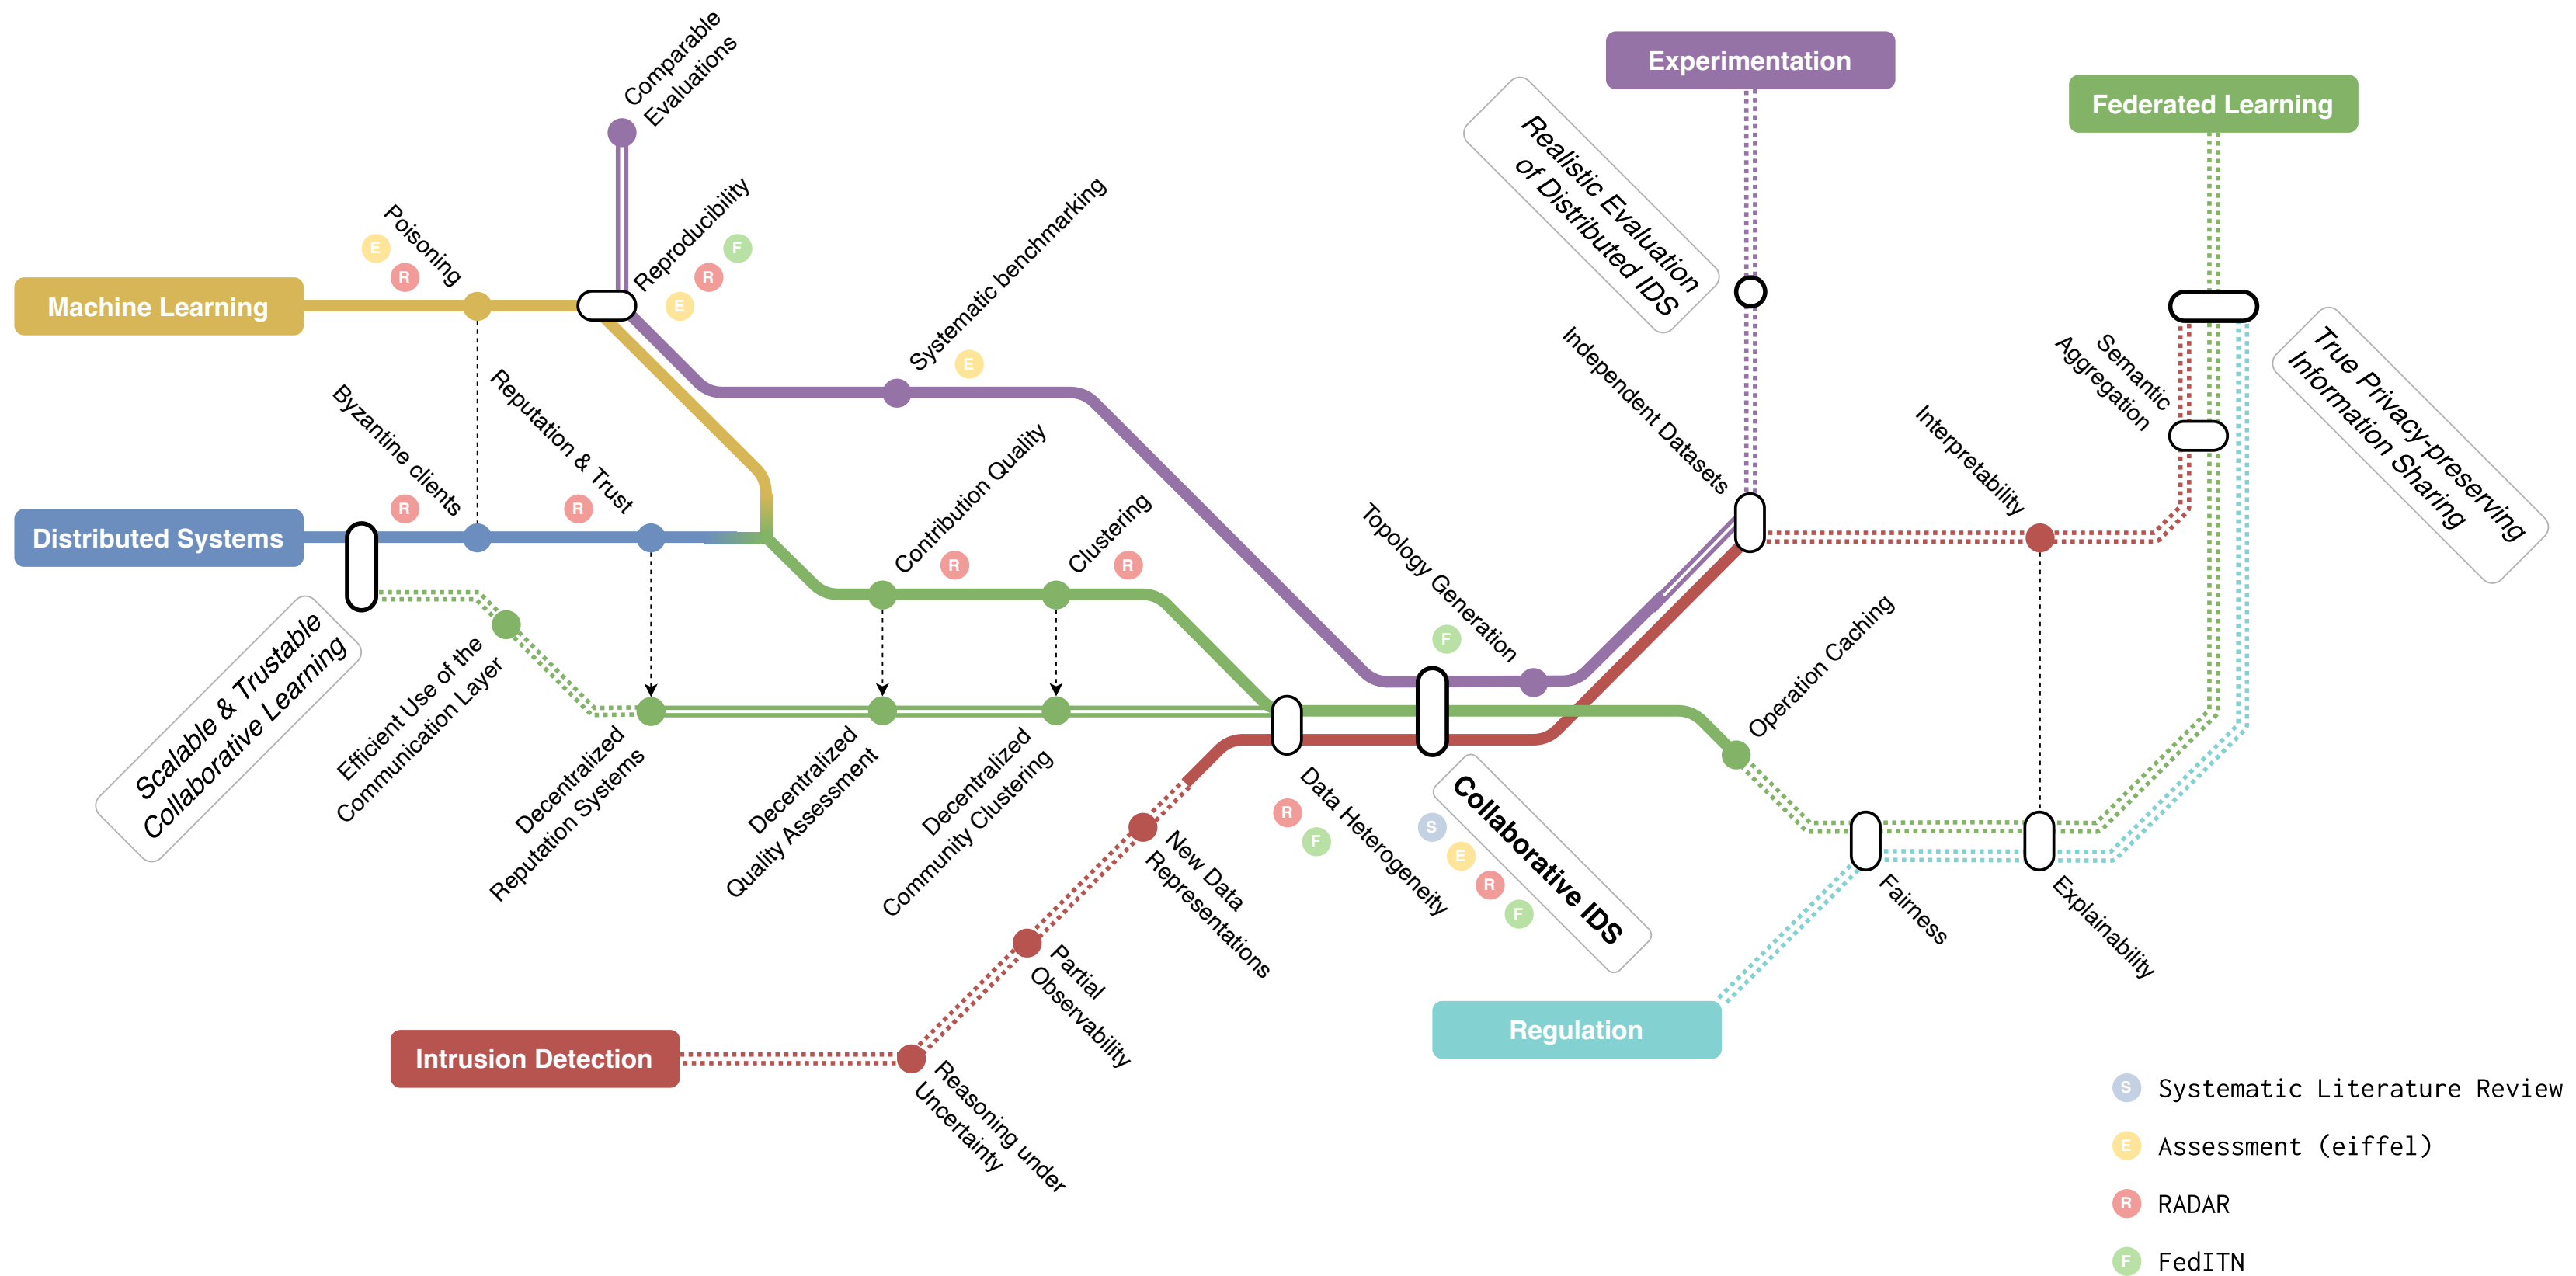 Comparable
Evaluations
Experimentation
Federated Learning
Realistic Evaluation
of Distributed IDS
Poisoning
E
R
Reproducibility
E
R
F
Systematic benchmarking
E
Machine Learning
Semantic
Aggregation
True Privacy-preserving
Information Sharing
Independent Datasets
Interpretability
Byzantine clients
R
Reputation & Trust
R
Distributed Systems
Contribution Quality
R
Clustering
R
Topology Generation
F
Operation Caching
Scalable & Trustable
Collaborative Learning
Efficient Use of the
Communication Layer
Decentralized
Reputation Systems
Decentralized
Quality Assessment
Decentralized
Community Clustering
New Data
Representations
Data Heterogeneity
R
F
Collaborative IDS
S
E
R
F
Fairness
Explainability
Partial
Observability
Regulation
Intrusion Detection
Reasoning under
Uncertainty
S Systematic Literature Review
E Assessment (eiffel)
R RADAR
F FedITN